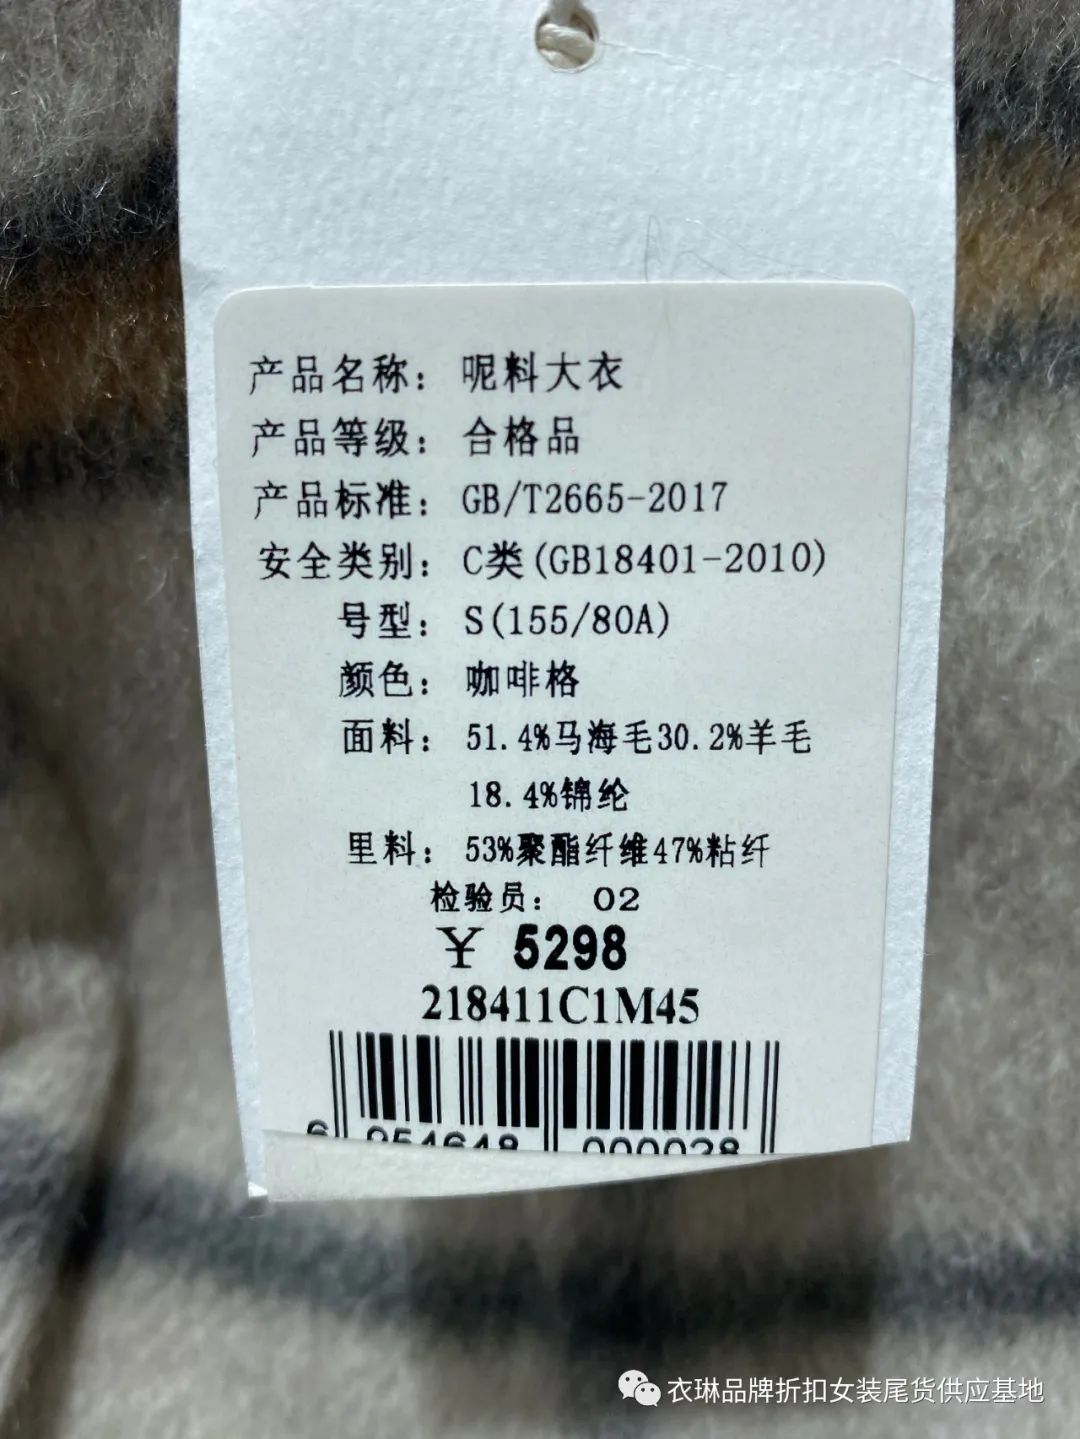 产品名称: 呢料大衣
产品等级: 合格品
产品标准: GB/T2665-2017
安全类别: C类(GB18401-2010)
号型: S(155/80A)
颜色: 咖啡格
面料: 51.4%马海毛30.2%羊毛
18.4%锦纶
里料: 53%聚酯纤维47%粘纤
检验员: 02
¥ 5298
218411C1M45
6 954648 000028
衣琳品牌折扣女装尾货供应基地